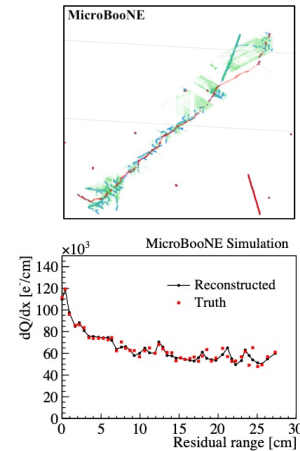 MicroBooNE
×10³
MicroBooNE Simulation
140
120
100
80
60
40
20
0
dQ/dx [e⁻/cm]
Reconstructed
Truth
0 5 10 15 20 25 30
Residual range [cm]